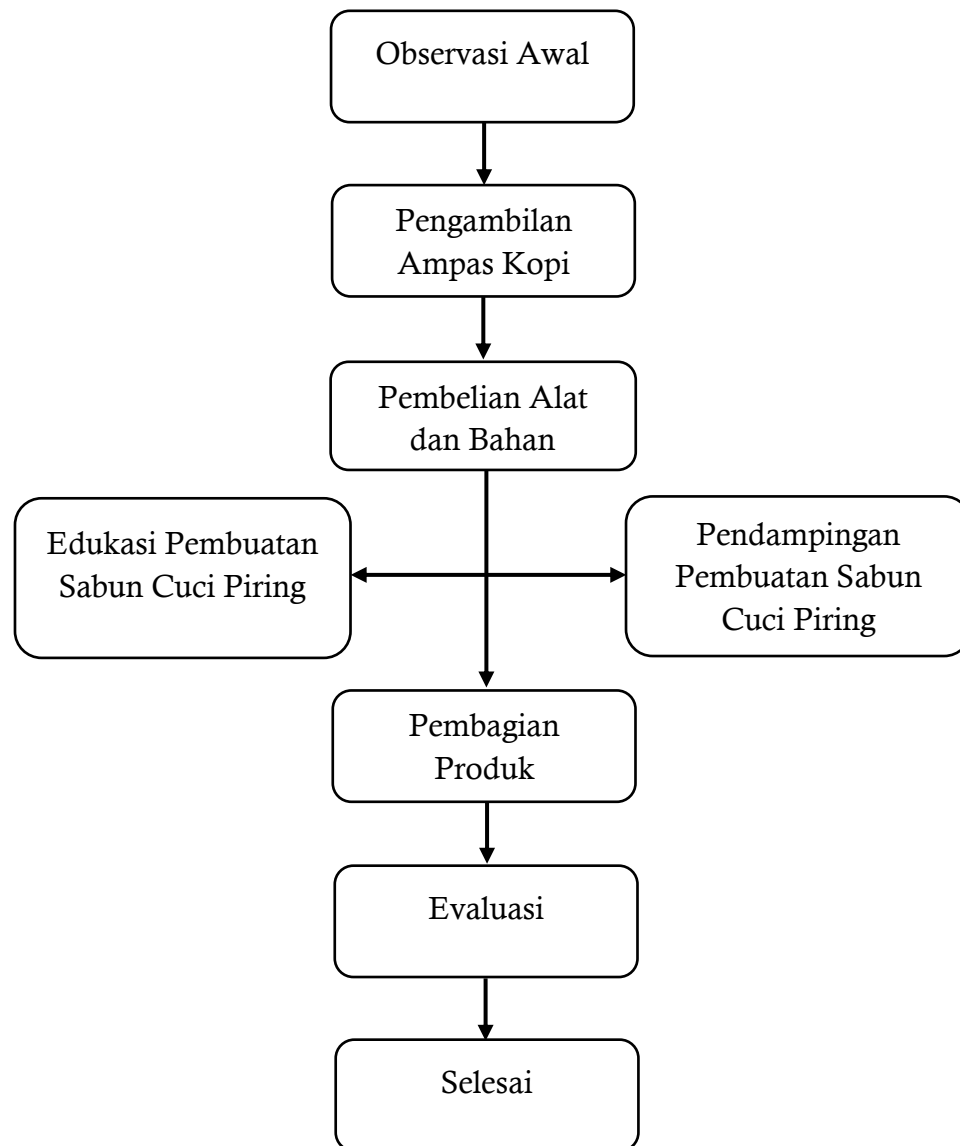 Observasi Awal
Pengambilan
Ampas Kopi
Pembelian Alat
dan Bahan
Edukasi Pembuatan
Sabun Cuci Piring
Pendampingan
Pembuatan Sabun
Cuci Piring
Pembagian
Produk
Evaluasi
Selesai